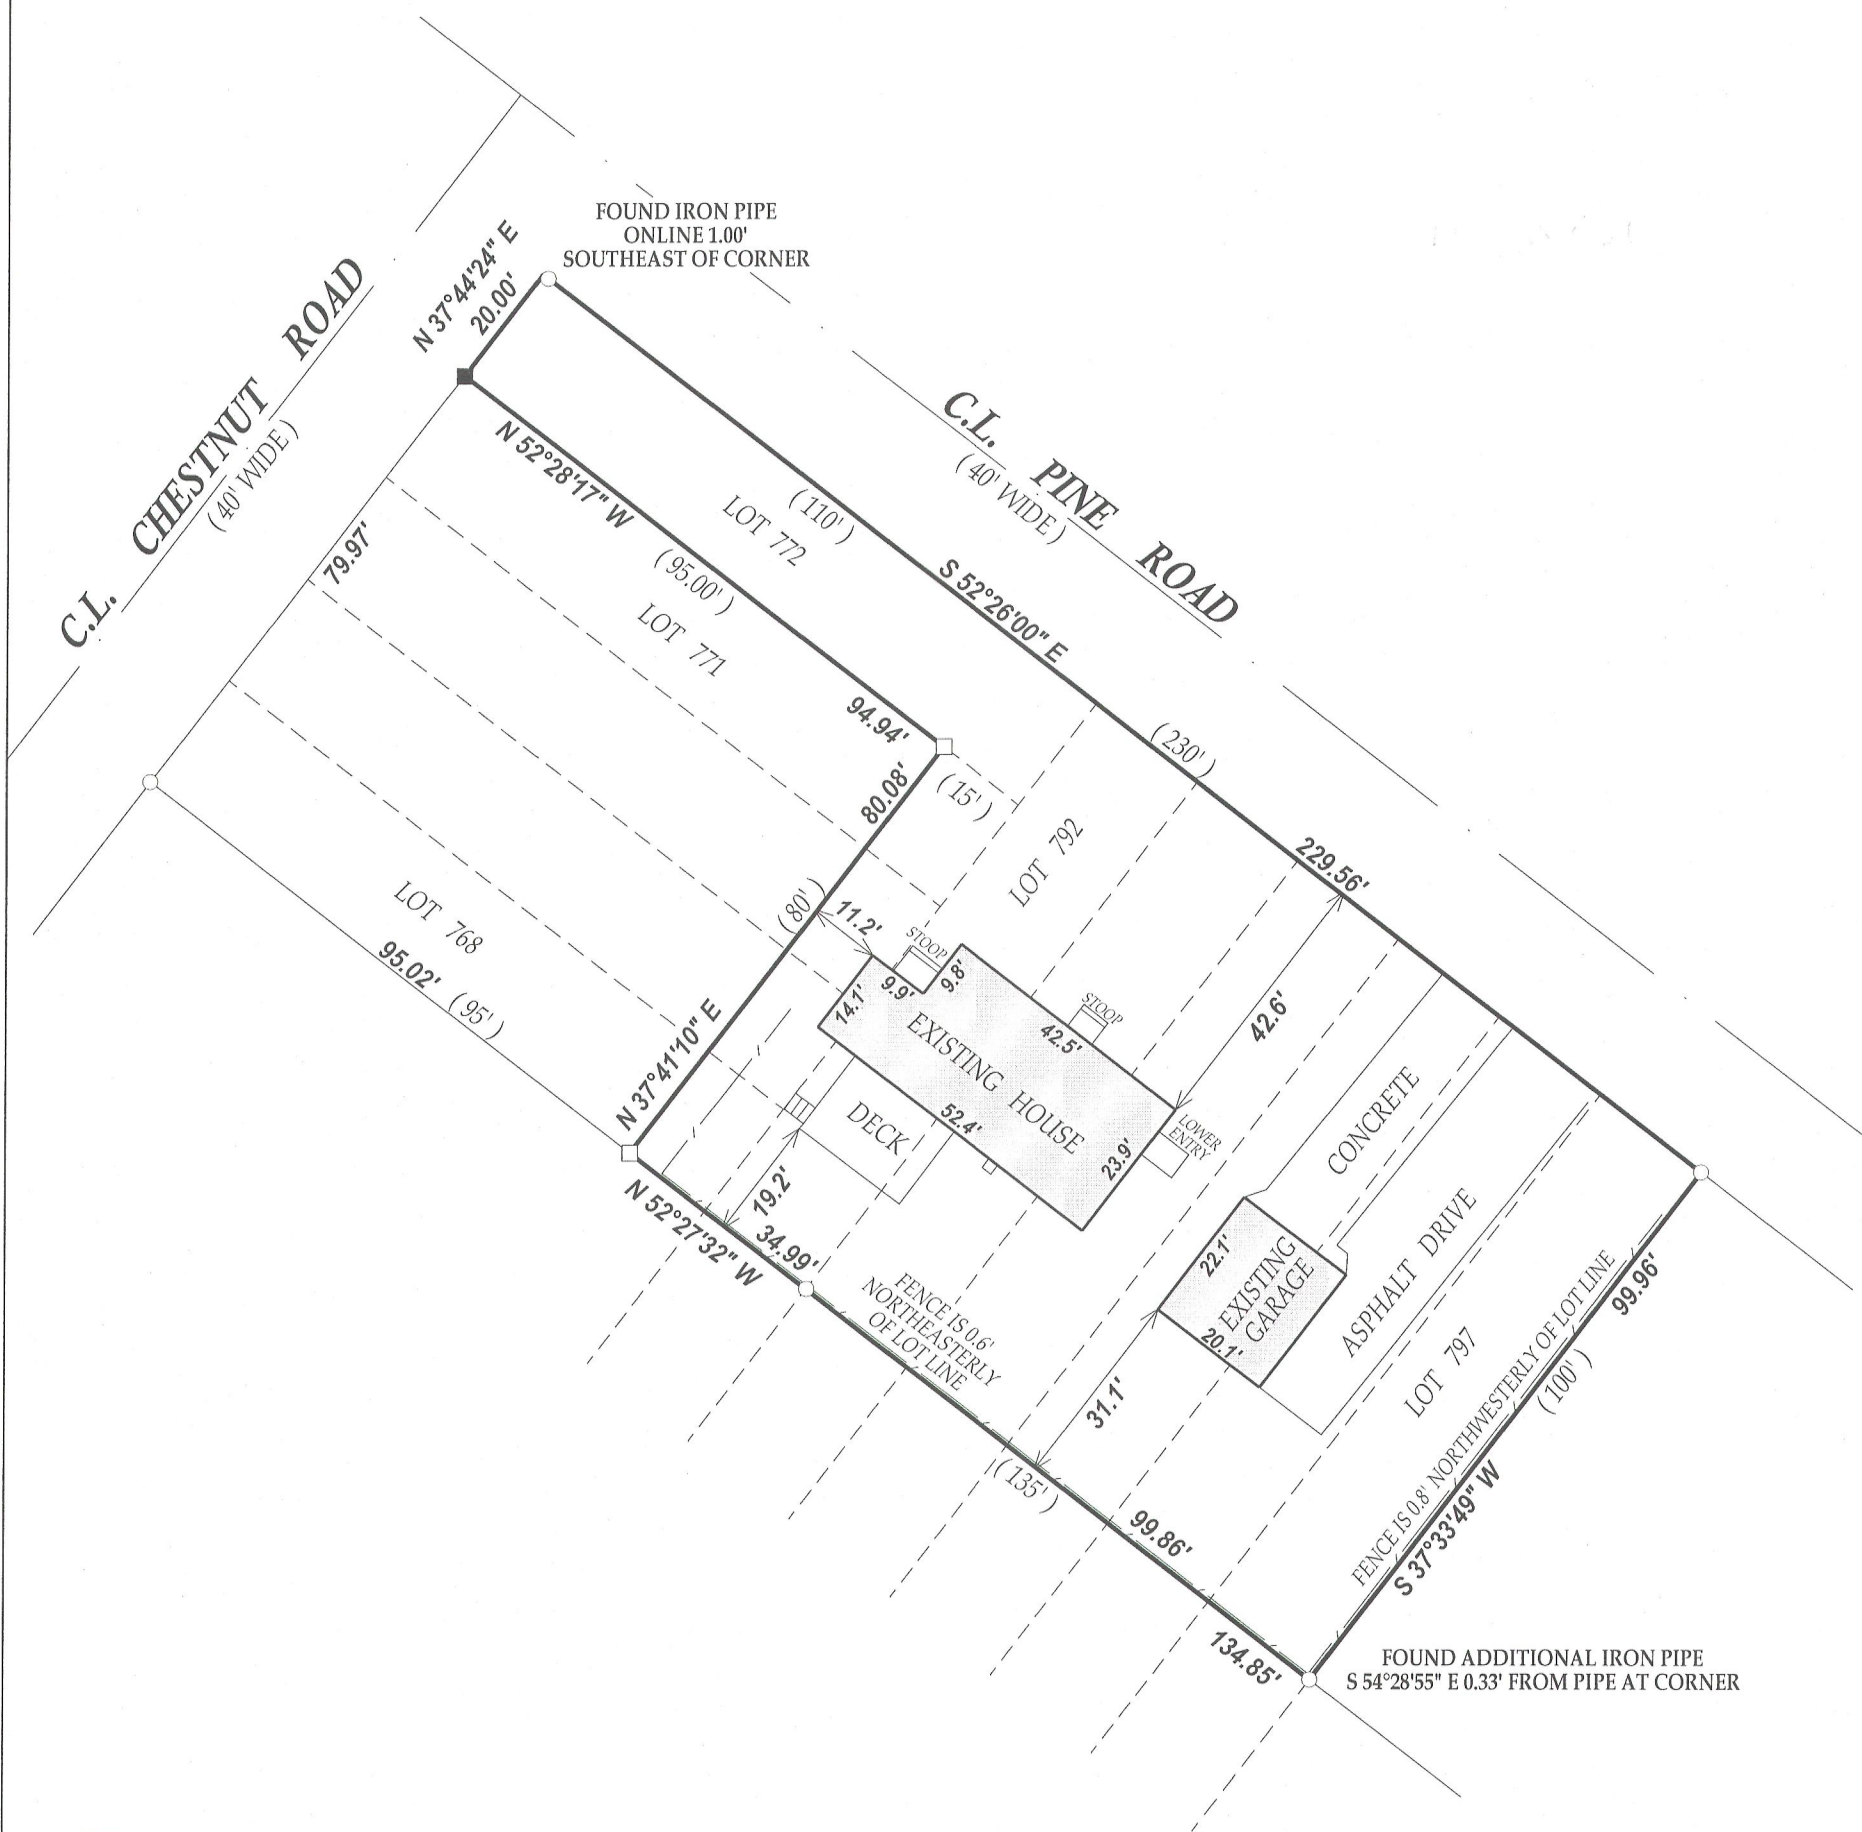 FOUND IRON PIPE
ONLINE 1.00'
SOUTHEAST OF CORNER
N 37°44'24" E
20.00'
C.L. CHESTNUT ROAD
( 40' WIDE )
C.L. PINE ROAD
( 40' WIDE )
N 52°28'17" W
( 95.00' )
94.94'
LOT 772
( 110' )
S 52°26'00" E
( 230' )
229.56'
79.97'
LOT 771
80.08'
( 15' )
LOT 792
( 80' )
11.2'
STOOP
9.9'
9.8'
14.1'
EXISTING HOUSE
42.5'
STOOP
42.6'
52.4'
23.9'
LOWER
ENTRY
DECK
19.2'
LOT 768
95.02' ( 95' )
N 37°41'10" E
N 52°27'32" W
34.99'
FENCE IS 0.6'
NORTHEASTERLY
OF LOT LINE
CONCRETE
22.1'
EXISTING
GARAGE
20.1'
ASPHALT DRIVE
LOT 797
31.1'
( 135' )
99.86'
134.85'
FENCE IS 0.8' NORTHWESTERLY OF LOT LINE
99.96'
( 100' )
S 37°33'49" W
FOUND ADDITIONAL IRON PIPE
S 54°28'55" E 0.33' FROM PIPE AT CORNER